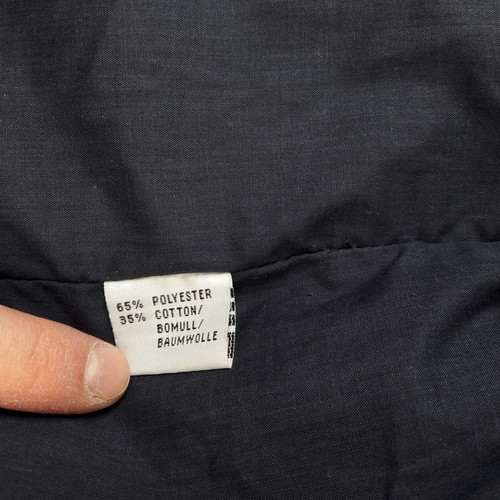 65% POLYESTER
35% COTTON/
BOMULL/
BAUMWOLLE